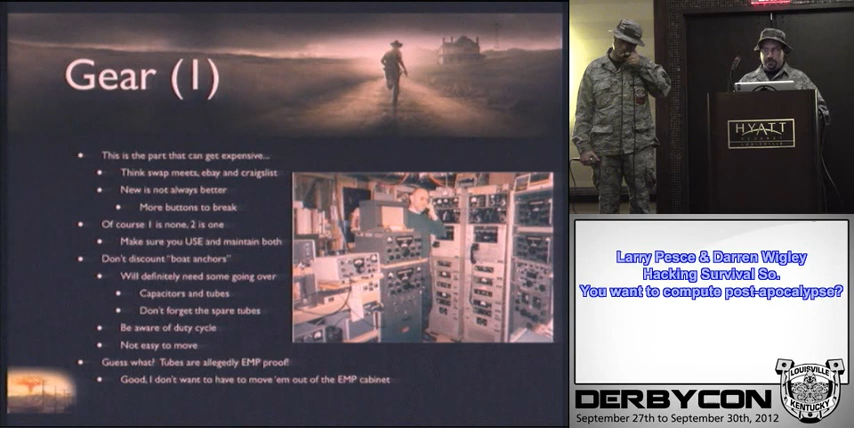 Gear (1)
This is the part that can get expensive...
Think swap meets, ebay and craigslist
New is not always better
More buttons to break
Of course 1 is none, 2 is one
Make sure you USE and maintain both
Don't discount "boat anchors"
Will definitely need some going over
Capacitors and tubes
Don't forget the spare tubes
Be aware of duty cycle
Not easy to move
Guess what? Tubes are allegedly EMP proof!
Good, I don't want to have to move 'em out of the EMP cabinet
HYATT
Larry Pesce & Darren Wigley
Hacking Survival So.
You want to compute post-apocalypse?
DERBYCON
September 27th to September 30th, 2012
LOUISVILLE
KENTUCKY